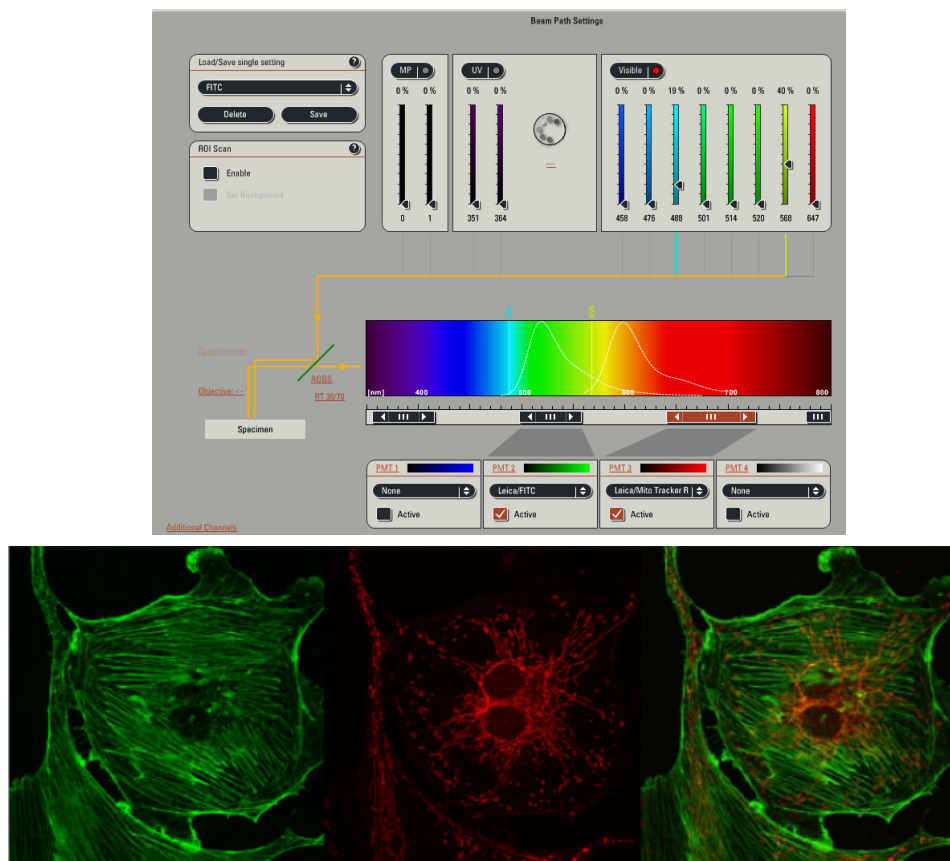 Beam Path Settings
Load/Save single setting ?
FITC
Delete Save
ROI Scan ?
Enable
Set Background
MP UV Visible
0 % 0 % 0 % 0 % 0 % 0 % 19 % 0 % 0 % 0 % 40 % 0 %
0 1 351 364 458 476 488 501 514 520 568 647
Objective: - -
AOBS
RT 30/70
Specimen
[nm] 400 500 600 700 800
PMT 1 PMT 2 PMT 3 PMT 4
None Leica/FITC Leica/Mito Tracker R None
Active Active Active Active
Additional Channels